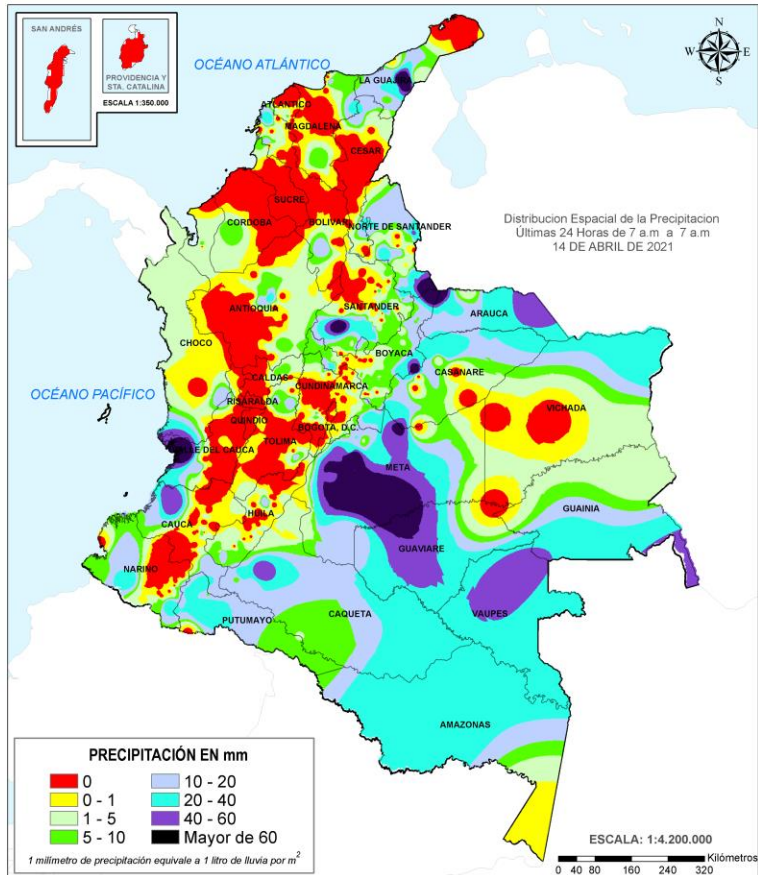 SAN ANDRÉS
PROVIDENCIA Y
STA. CATALINA
ESCALA 1:350.000
OCÉANO ATLÁNTICO
N
W
E
S
LA GUAJIRA
ATLANTICO
MAGDALENA
CESAR
SUCRE
CORDOBA
BOLIVAR
NORTE DE SANTANDER
Distribucion Espacial de la Precipitacion
Últimas 24 Horas de 7 a.m a 7 a.m
14 DE ABRIL DE 2021
ANTIOQUIA
SANTANDER
ARAUCA
CHOCO
BOYACA
CASANARE
CALDAS
CUNDINAMARCA
OCÉANO PACÍFICO
RISARALDA
VICHADA
QUINDIO
BOGOTA, D.C.
TOLIMA
VALLE DEL CAUCA
META
HUILA
GUAINIA
CAUCA
GUAVIARE
NARIÑO
VAUPES
CAQUETA
PUTUMAYO
AMAZONAS
PRECIPITACIÓN EN mm
0
10 - 20
0 - 1
20 - 40
1 - 5
40 - 60
5 - 10
Mayor de 60
1 milímetro de precipitación equivale a 1 litro de lluvia por m²
ESCALA: 1:4.200.000
Kilómetros
0 40 80 160 240 320